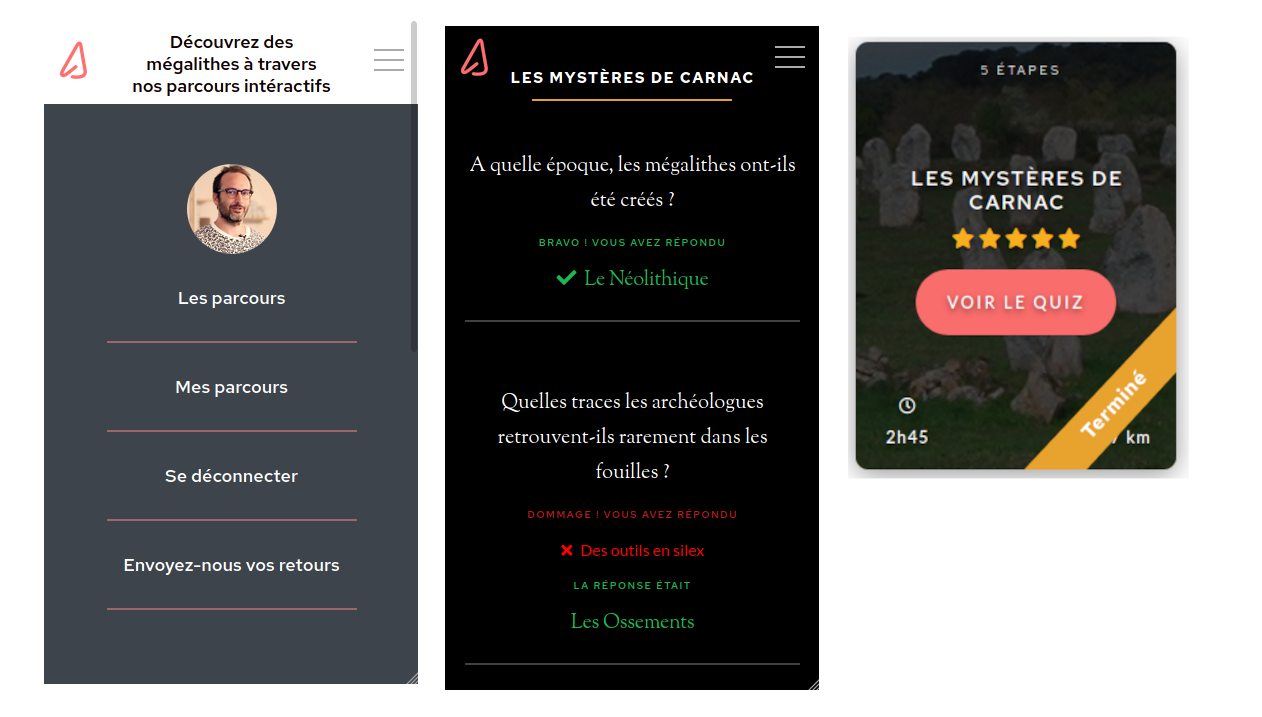 Découvrez des
mégalithes à travers
nos parcours intéractifs
Les parcours
Mes parcours
Se déconnecter
Envoyez-nous vos retours
LES MYSTÈRES DE CARNAC
A quelle époque, les mégalithes ont-ils
été créés ?
BRAVO ! VOUS AVEZ RÉPONDU
Le Néolithique
Quelles traces les archéologues
retrouvent-ils rarement dans les
fouilles ?
DOMMAGE ! VOUS AVEZ RÉPONDU
Des outils en silex
LA RÉPONSE ÉTAIT
Les Ossements
5 ÉTAPES
LES MYSTÈRES DE
CARNAC
VOIR LE QUIZ
Terminé
2h45
km